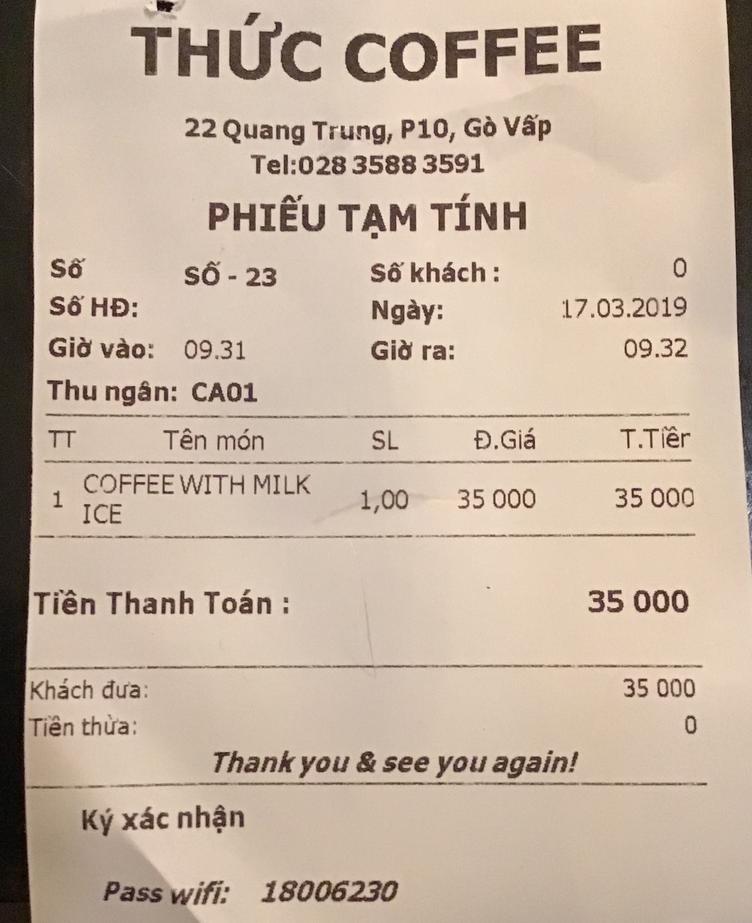 THỨC COFFEE
22 Quang Trung, P10, Gò Vấp
Tel:028 3588 3591
PHIẾU TẠM TÍNH
Số SỐ - 23 Số khách : 0
Số HĐ: Ngày: 17.03.2019
Giờ vào: 09.31 Giờ ra: 09.32
Thu ngân: CA01
TT Tên món SL Đ.Giá T.Tiền
1 COFFEE WITH MILK ICE 1,00 35 000 35 000
Tiền Thanh Toán : 35 000
Khách đưa: 35 000
Tiền thừa: 0
Thank you & see you again!
Ký xác nhận
Pass wifi: 18006230